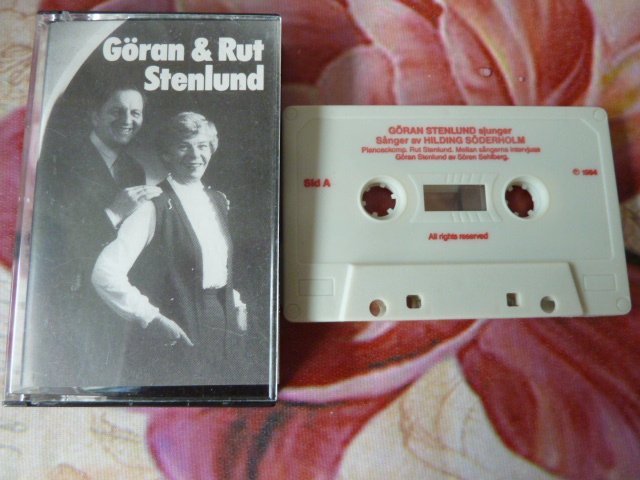 Göran & Rut
Stenlund
GÖRAN STENLUND sjunger
Sånger av HILDING SÖDERHOLM
Pianoackomp. Rut Stenlund. Mellan sångerna intervjuas
Göran Stenlund av Sören Sehlberg.
Sid A
© 1984
All rights reserved